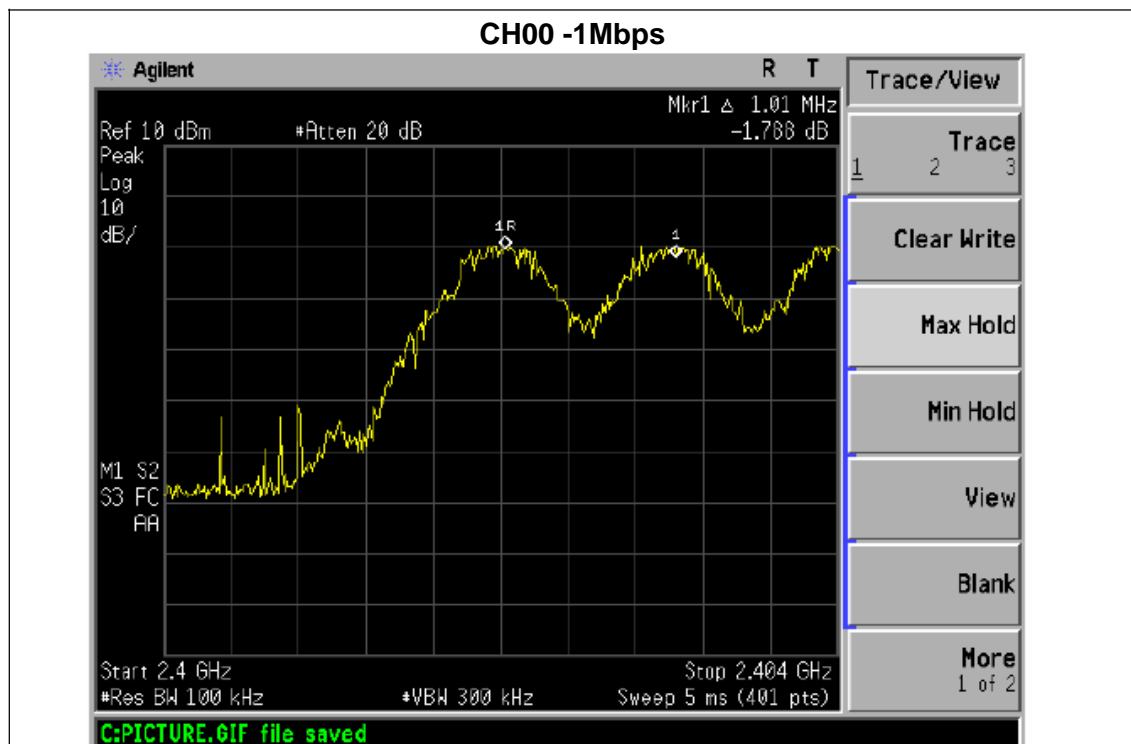 CH00 -1Mbps
Agilent R T
Trace/View
Mkr1 Δ 1.01 MHz
Ref 10 dBm #Atten 20 dB -1.788 dB
Peak
Log
10
dB/
1R
1
M1 S2
S3 FC
AA
Start 2.4 GHz Stop 2.404 GHz
#Res BW 100 kHz #VBW 300 kHz Sweep 5 ms (401 pts)
C:PICTURE.GIF file saved
Trace
1 2 3
Clear Write
Max Hold
Min Hold
View
Blank
More
1 of 2